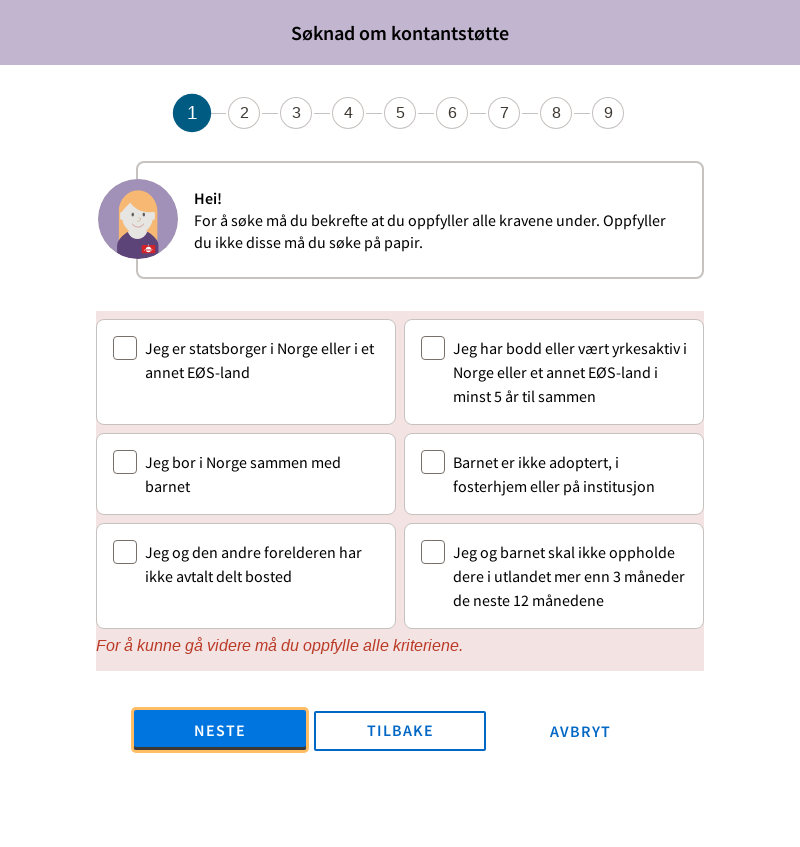 Søknad om kontantstøtte
1 2 3 4 5 6 7 8 9
Hei!
For å søke må du bekrefte at du oppfyller alle kravene under. Oppfyller
du ikke disse må du søke på papir.
Jeg er statsborger i Norge eller i et
annet EØS-land
Jeg har bodd eller vært yrkesaktiv i
Norge eller et annet EØS-land i
minst 5 år til sammen
Jeg bor i Norge sammen med
barnet
Barnet er ikke adoptert, i
fosterhjem eller på institusjon
Jeg og den andre forelderen har
ikke avtalt delt bosted
Jeg og barnet skal ikke oppholde
dere i utlandet mer enn 3 måneder
de neste 12 månedene
For å kunne gå videre må du oppfylle alle kriteriene.
NESTE
TILBAKE
AVBRYT